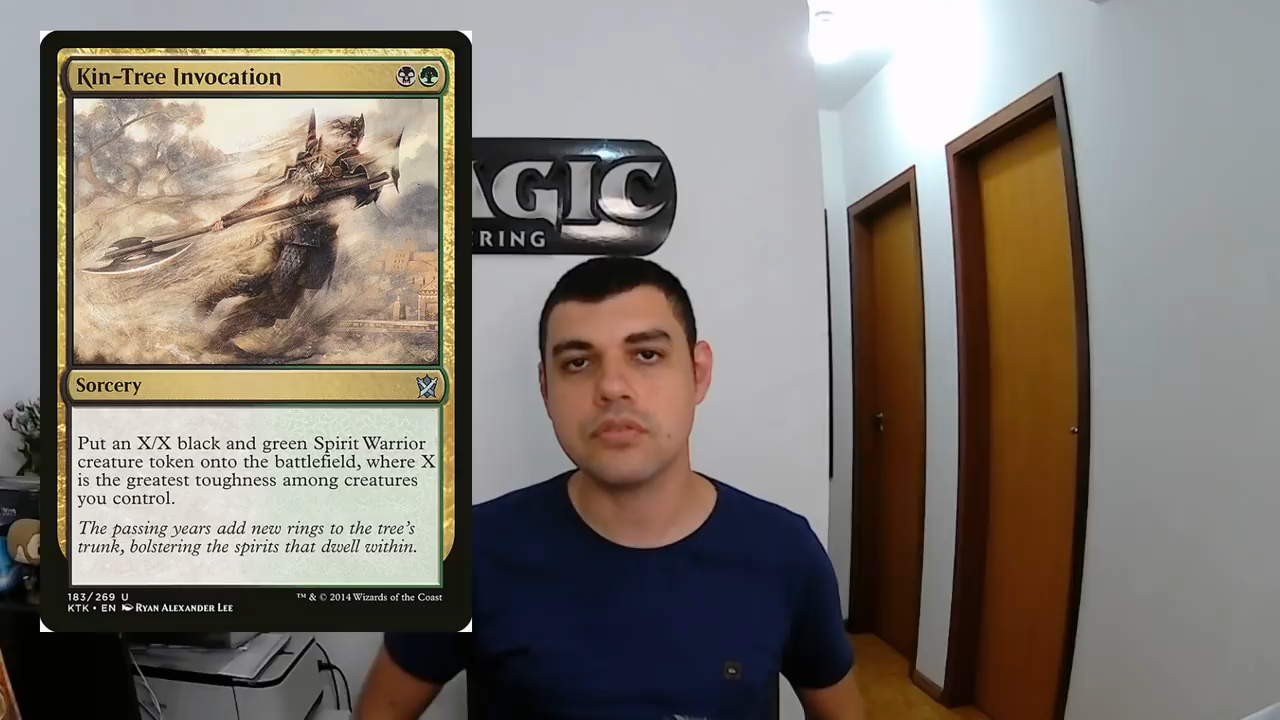 Kin-Tree Invocation
Sorcery
Put an X/X black and green Spirit Warrior
creature token onto the battlefield, where X
is the greatest toughness among creatures
you control.
The passing years add new rings to the tree's
trunk, bolstering the spirits that dwell within.
183/269 U
KTK • EN Ryan Alexander Lee
™ & © 2014 Wizards of the Coast
AGIC
ERING